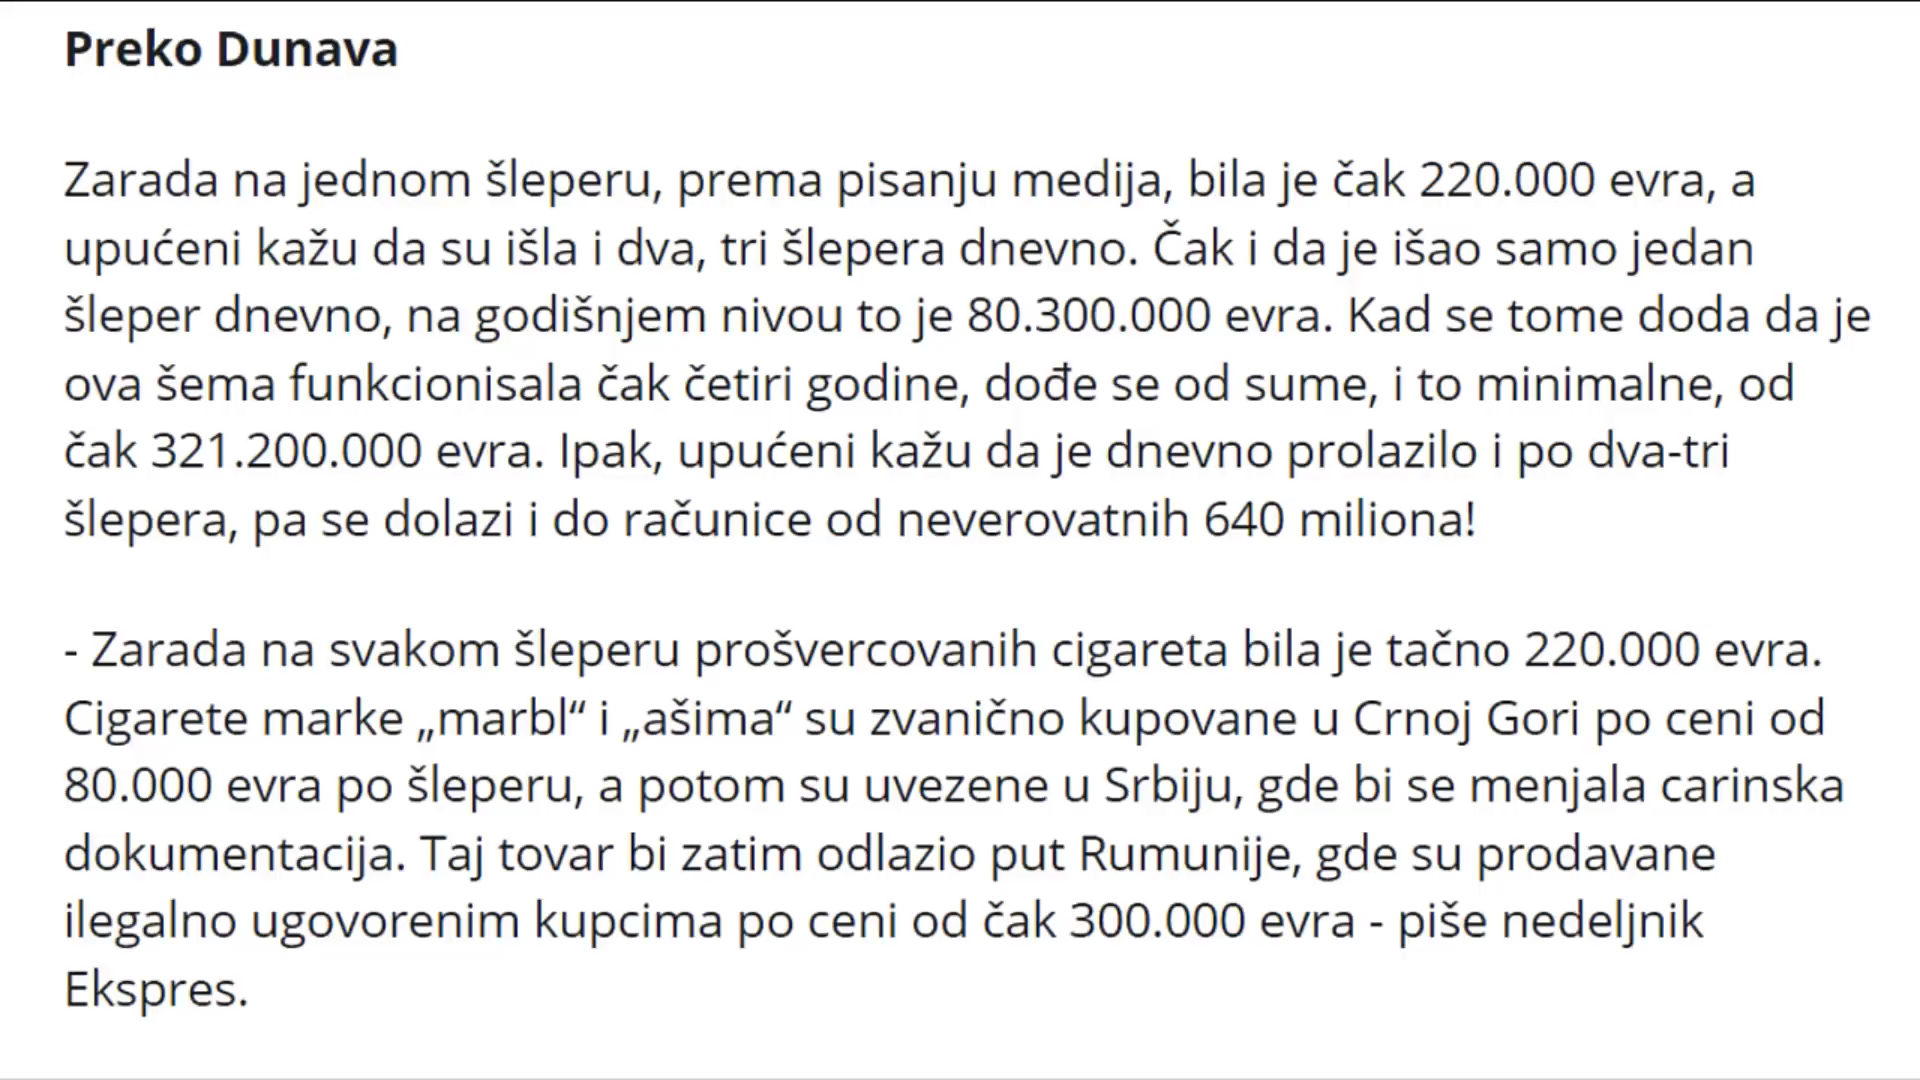 Preko Dunava
Zarada na jednom šleperu, prema pisanju medija, bila je čak 220.000 evra, a
upućeni kažu da su išla i dva, tri šlepera dnevno. Čak i da je išao samo jedan
šleper dnevno, na godišnjem nivou to je 80.300.000 evra. Kad se tome doda da je
ova šema funkcionisala čak četiri godine, dođe se od sume, i to minimalne, od
čak 321.200.000 evra. Ipak, upućeni kažu da je dnevno prolazilo i po dva-tri
šlepera, pa se dolazi i do računice od neverovatnih 640 miliona!
- Zarada na svakom šleperu prošvercovanih cigareta bila je tačno 220.000 evra.
Cigarete marke „marbl“ i „ašima“ su zvanično kupovane u Crnoj Gori po ceni od
80.000 evra po šleperu, a potom su uvezene u Srbiju, gde bi se menjala carinska
dokumentacija. Taj tovar bi zatim odlazio put Rumunije, gde su prodavane
ilegalno ugovorenim kupcima po ceni od čak 300.000 evra - piše nedeljnik
Ekspres.